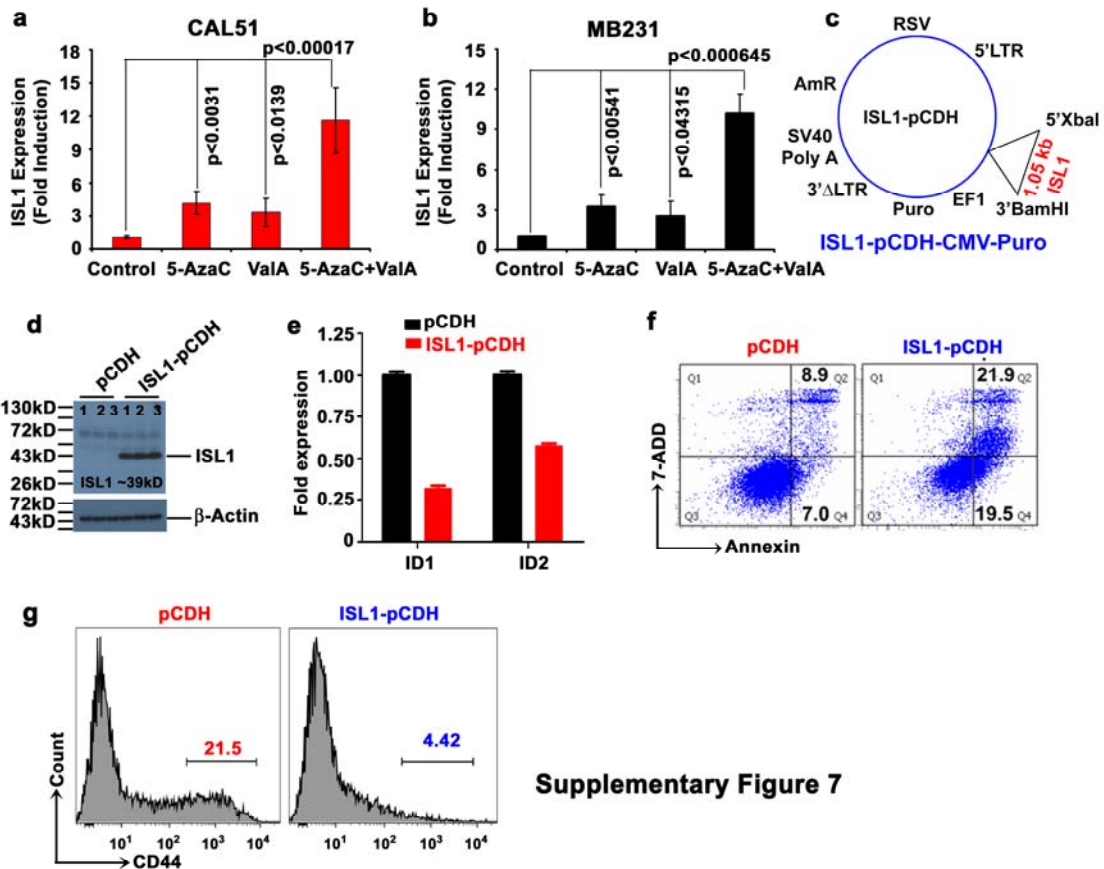 a
CAL51
ISL1 Expression
(Fold Induction)
18
15
12
9
6
3
0
p<0.00017
p<0.0031
p<0.0139
Control 5-AzaC ValA 5-AzaC+ValA
b
MB231
ISL1 Expression
(Fold Induction)
15
12
9
6
3
0
p<0.000645
p<0.00541
p<0.04315
Control 5-AzaC ValA 5-AzaC+ValA
c
RSV
5'LTR
AmR
ISL1-pCDH
5'XbaI
SV40
Poly A
1.05 kb
ISL1
3'ΔLTR
Puro
EF1
3'BamHI
ISL1-pCDH-CMV-Puro
d
pCDH
ISL1-pCDH
1 2 3 1 2 3
130kD
72kD
43kD
26kD
ISL1
ISL1 ~39kD
72kD
43kD
β-Actin
e
pCDH
ISL1-pCDH
Fold expression
1.25
1.00
0.75
0.50
0.25
0
ID1 ID2
f
pCDH
ISL1-pCDH
Q1 8.9 Q2
Q3 7.0 Q4
Q1 21.9 Q2
Q3 19.5 Q4
7-ADD
Annexin
g
pCDH
ISL1-pCDH
21.5
4.42
Count
10¹ 10² 10³ 10⁴
10¹ 10² 10³ 10⁴
CD44
Supplementary Figure 7